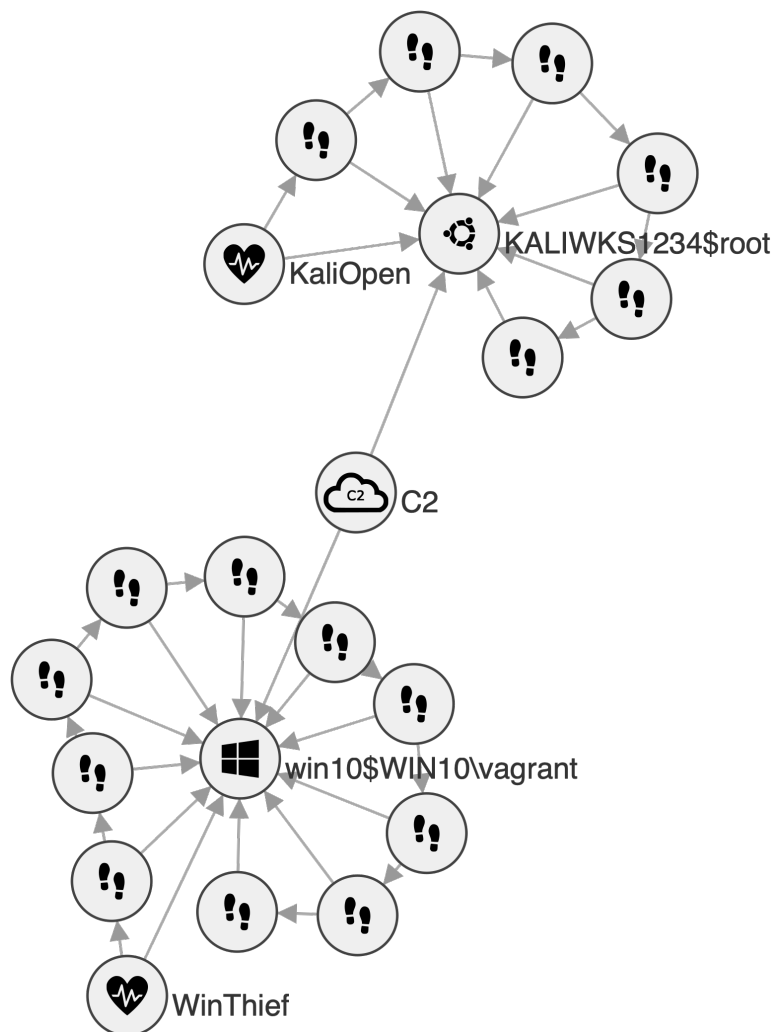 KALIWKS1234$root
KaliOpen
C2
C2
win10$WIN10\vagrant
WinThief